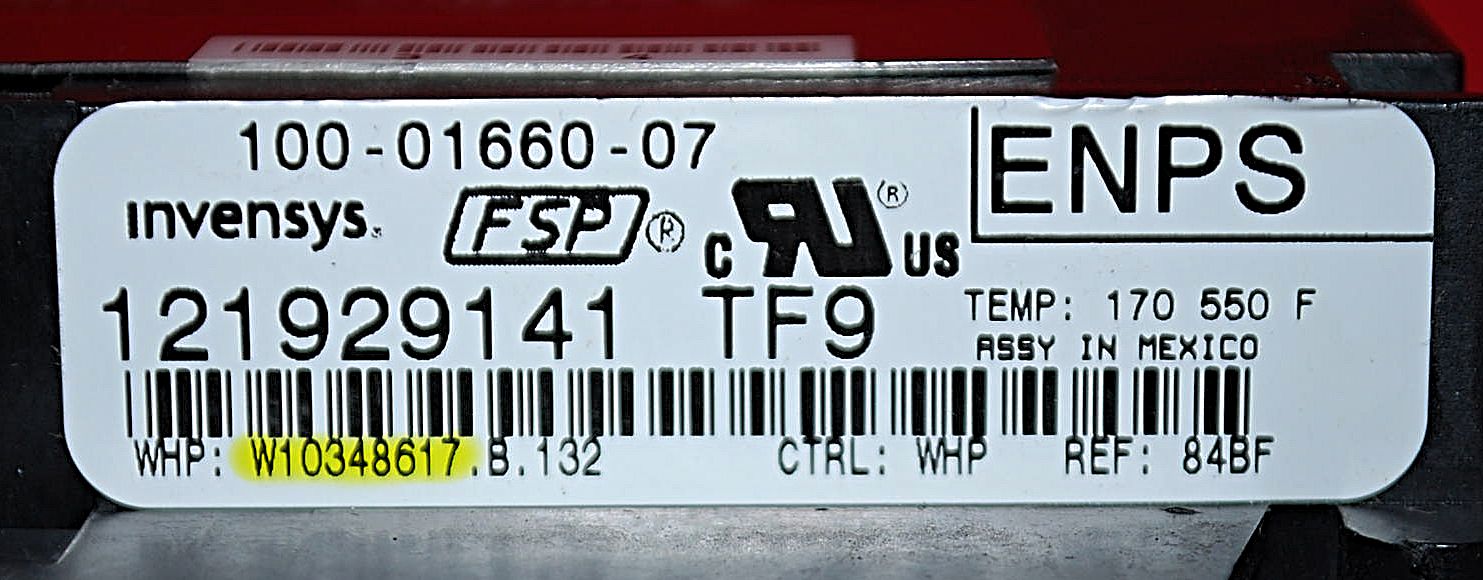 100-01660-07
ENPS
invensys.
FSP®
c RU® US
121929141 TF9
TEMP: 170 550 F
ASSY IN MEXICO
WHP: W10348617.B.132 CTRL: WHP REF: 84BF